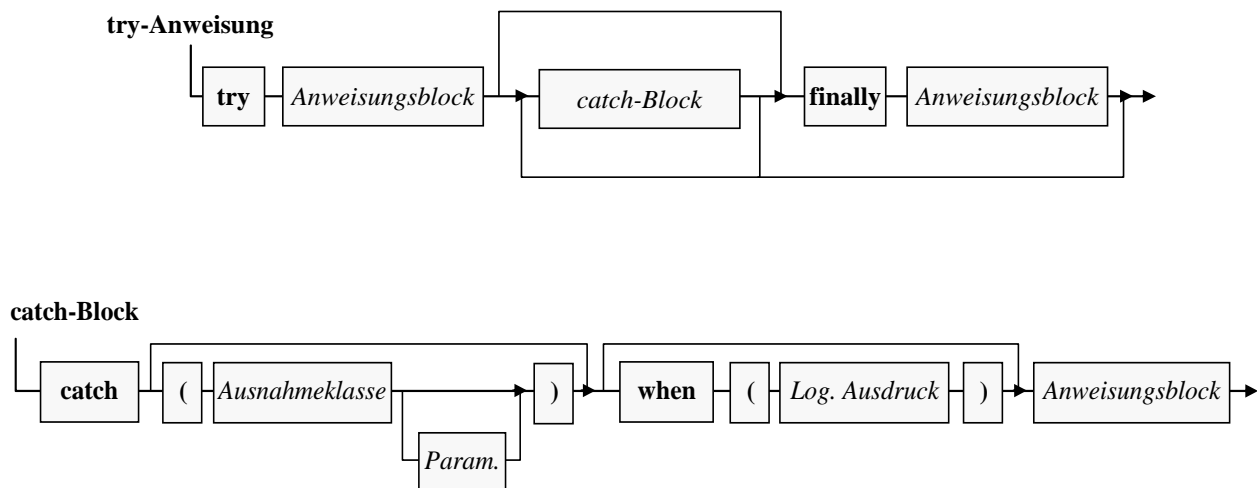 try-Anweisung
try Anweisungsblock catch-Block finally Anweisungsblock
catch-Block
catch ( Ausnahmeklasse ) when ( Log. Ausdruck ) Anweisungsblock
Param.